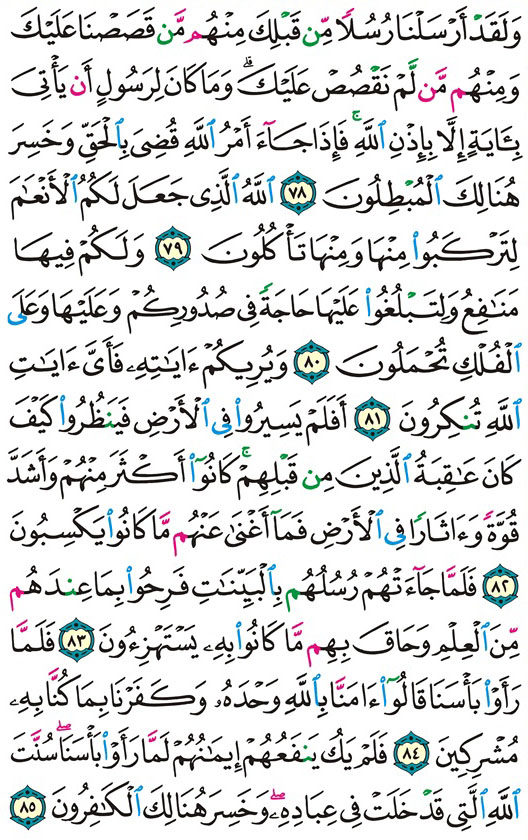 وَلَقَدْ أَرْسَلْنَا رُسُلًا مِّن قَبْلِكَ مِنْهُم مَّن قَصَصْنَا عَلَيْكَ
وَمِنْهُم مَّن لَّمْ نَقْصُصْ عَلَيْكَ ۗ وَمَا كَانَ لِرَسُولٍ أَن يَأْتِىَ
بِـَٔايَةٍ إِلَّا بِإِذْنِ ٱللَّهِ ۚ فَإِذَا جَآءَ أَمْرُ ٱللَّهِ قُضِىَ بِٱلْحَقِّ وَخَسِرَ
هُنَالِكَ ٱلْمُبْطِلُونَ ٧٨ ٱللَّهُ ٱلَّذِى جَعَلَ لَكُمُ ٱلْأَنْعَٰمَ
لِتَرْكَبُوا۟ مِنْهَا وَمِنْهَا تَأْكُلُونَ ٧٩ وَلَكُمْ فِيهَا
مَنَٰفِعُ وَلِتَبْلُغُوا۟ عَلَيْهَا حَاجَةً فِى صُدُورِكُمْ وَعَلَيْهَا وَعَلَى
ٱلْفُلْكِ تُحْمَلُونَ ٨٠ وَيُرِيكُمْ ءَايَٰتِهِۦ فَأَىَّ ءَايَٰتِ
ٱللَّهِ تُنكِرُونَ ٨١ أَفَلَمْ يَسِيرُوا۟ فِى ٱلْأَرْضِ فَيَنظُرُوا۟ كَيْفَ
كَانَ عَٰقِبَةُ ٱلَّذِينَ مِن قَبْلِهِمْ ۚ كَانُوٓا۟ أَكْثَرَ مِنْهُمْ وَأَشَدَّ
قُوَّةً وَءَاثَارًا فِى ٱلْأَرْضِ فَمَآ أَغْنَىٰ عَنْهُم مَّا كَانُوا۟ يَكْسِبُونَ
٨٢ فَلَمَّا جَآءَتْهُمْ رُسُلُهُم بِٱلْبَيِّنَٰتِ فَرِحُوا۟ بِمَا عِندَهُم
مِّنَ ٱلْعِلْمِ وَحَاقَ بِهِم مَّا كَانُوا۟ بِهِۦ يَسْتَهْزِءُونَ ٨٣ فَلَمَّا
رَأَوْا۟ بَأْسَنَا قَالُوٓا۟ ءَامَنَّا بِٱللَّهِ وَحْدَهُۥ وَكَفَرْنَا بِمَا كُنَّا بِهِۦ
مُشْرِكِينَ ٨٤ فَلَمْ يَكُ يَنفَعُهُمْ إِيمَٰنُهُمْ لَمَّا رَأَوْا۟ بَأْسَنَا ۖ سُنَّتَ
ٱللَّهِ ٱلَّتِى قَدْ خَلَتْ فِى عِبَادِهِۦ ۖ وَخَسِرَ هُنَالِكَ ٱلْكَٰفِرُونَ ٨٥